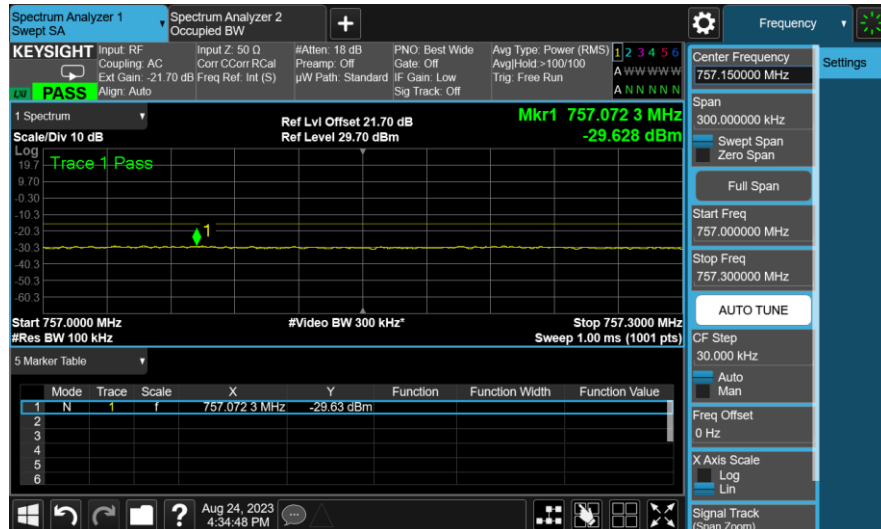 Spectrum Analyzer 1
Swept SA
Spectrum Analyzer 2
Occupied BW
Frequency
KEYSIGHT
Input: RF
Coupling: AC
Ext Gain: -21.70 dB
Align: Auto
Input Z: 50 Ω
Corr CCorr RCal
Freq Ref: Int (S)
#Atten: 18 dB
Preamp: Off
µW Path: Standard
PNO: Best Wide
Gate: Off
IF Gain: Low
Sig Track: Off
Avg Type: Power (RMS)
Avg|Hold:>100/100
Trig: Free Run
1 2 3 4 5 6
A W W W W W
A N N N N N
PASS
1 Spectrum
Scale/Div 10 dB
Ref Lvl Offset 21.70 dB
Ref Level 29.70 dBm
Mkr1 757.072 3 MHz
-29.628 dBm
Log
Trace 1 Pass
19.7
9.70
-0.30
-10.3
-20.3
-30.3
-40.3
-50.3
-60.3
1
Start 757.0000 MHz
#Res BW 100 kHz
#Video BW 300 kHz*
Stop 757.3000 MHz
Sweep 1.00 ms (1001 pts)
5 Marker Table
Mode Trace Scale X Y Function Function Width Function Value
1 N 1 f 757.072 3 MHz -29.63 dBm
2
3
4
5
6
Aug 24, 2023
4:34:48 PM
Center Frequency
757.150000 MHz
Settings
Span
300.000000 kHz
Swept Span
Zero Span
Full Span
Start Freq
757.000000 MHz
Stop Freq
757.300000 MHz
AUTO TUNE
CF Step
30.000 kHz
Auto
Man
Freq Offset
0 Hz
X Axis Scale
Log
Lin
Signal Track
(Span Zoom)